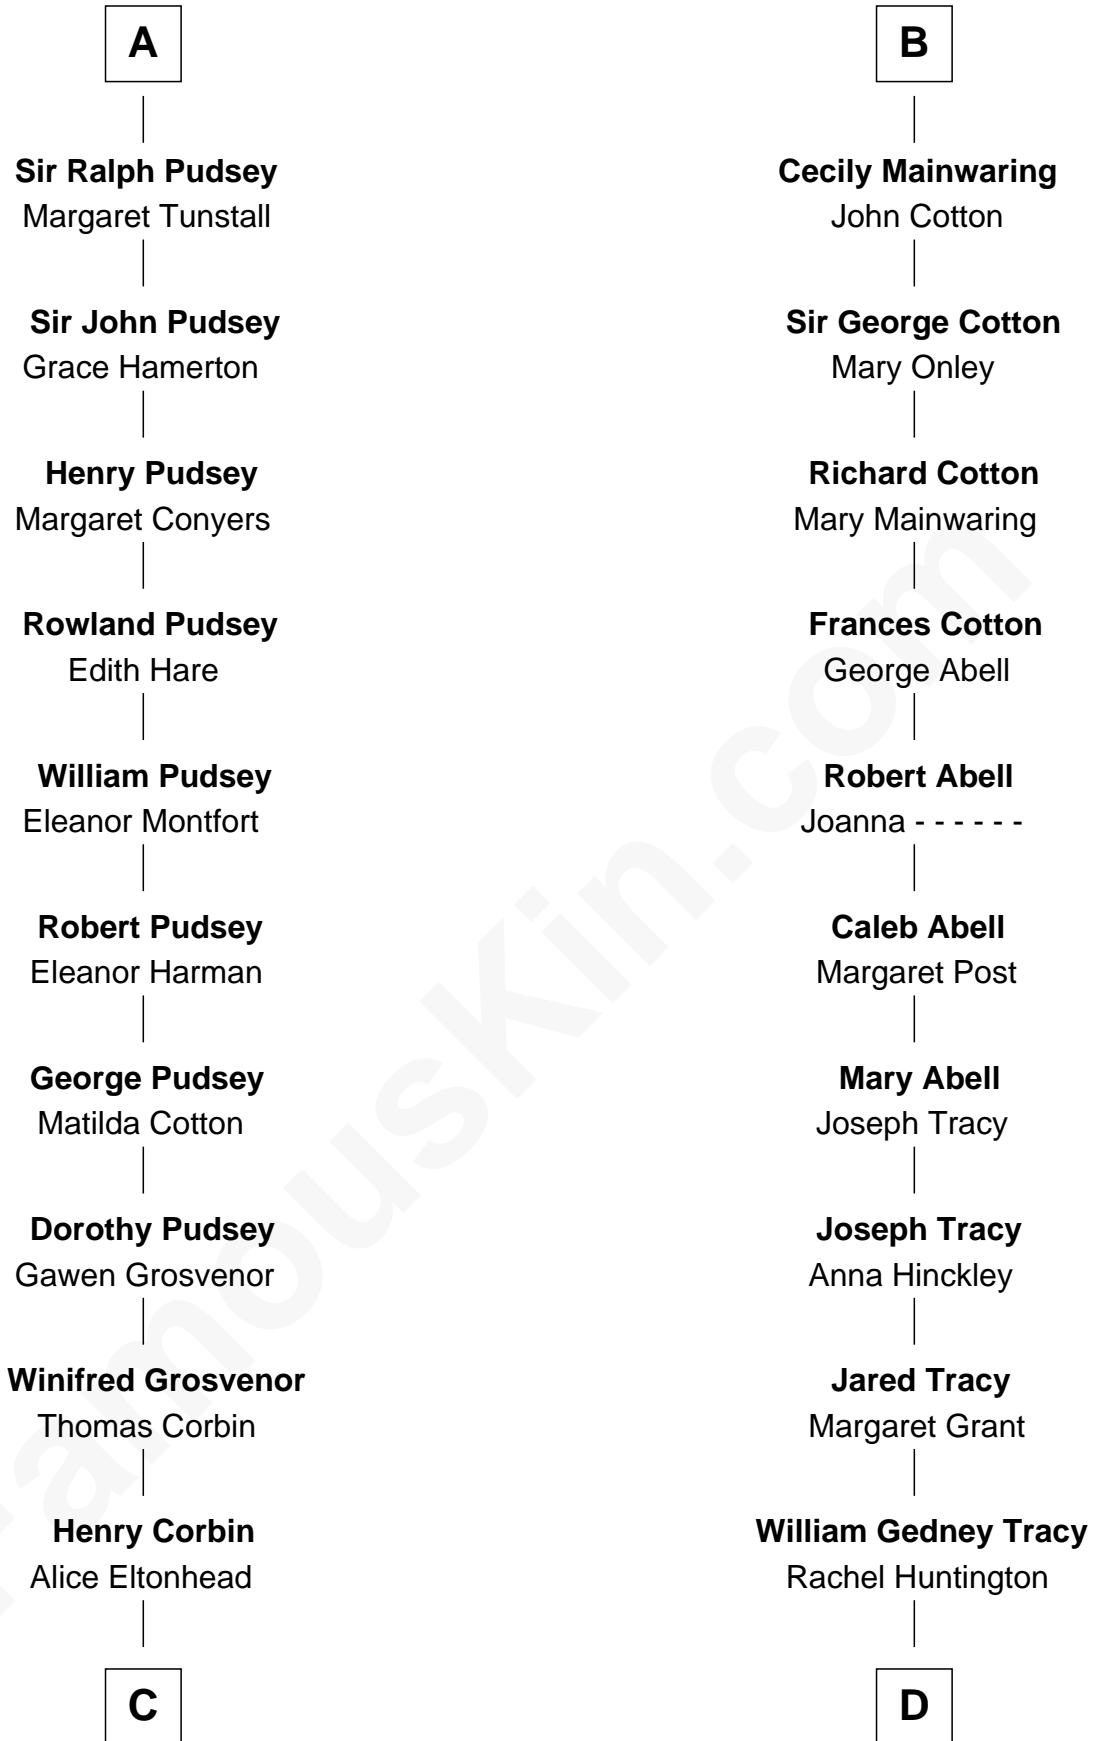 A
Sir Ralph Pudsey
Margaret Tunstall
Sir John Pudsey
Grace Hamerton
Henry Pudsey
Margaret Conyers
Rowland Pudsey
Edith Hare
William Pudsey
Eleanor Montfort
Robert Pudsey
Eleanor Harman
George Pudsey
Matilda Cotton
Dorothy Pudsey
Gawen Grosvenor
Winifred Grosvenor
Thomas Corbin
Henry Corbin
Alice Eltonhead
C
B
Cecily Mainwaring
John Cotton
Sir George Cotton
Mary Onley
Richard Cotton
Mary Mainwaring
Frances Cotton
George Abell
Robert Abell
Joanna - - - - - -
Caleb Abell
Margaret Post
Mary Abell
Joseph Tracy
Joseph Tracy
Anna Hinckley
Jared Tracy
Margaret Grant
William Gedney Tracy
Rachel Huntington
D
FamousKin.com